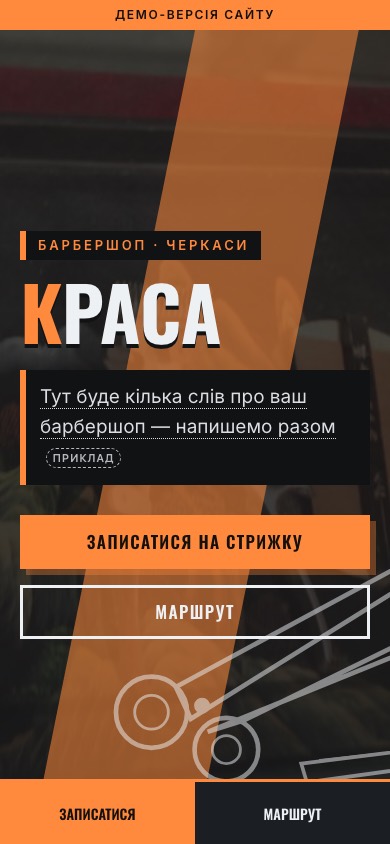 ДЕМО-ВЕРСІЯ САЙТУ
БАРБЕРШОП · ЧЕРКАСИ
КРАСА
Тут буде кілька слів про ваш
барбершоп — напишемо разом
ПРИКЛАД
ЗАПИСАТИСЯ НА СТРИЖКУ
МАРШРУТ
ЗАПИСАТИСЯ
МАРШРУТ